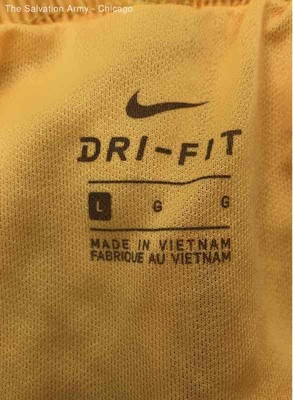 The Salvation Army - Chicago
DRI-FIT
L G G
MADE IN VIETNAM
FABRIQUE AU VIETNAM